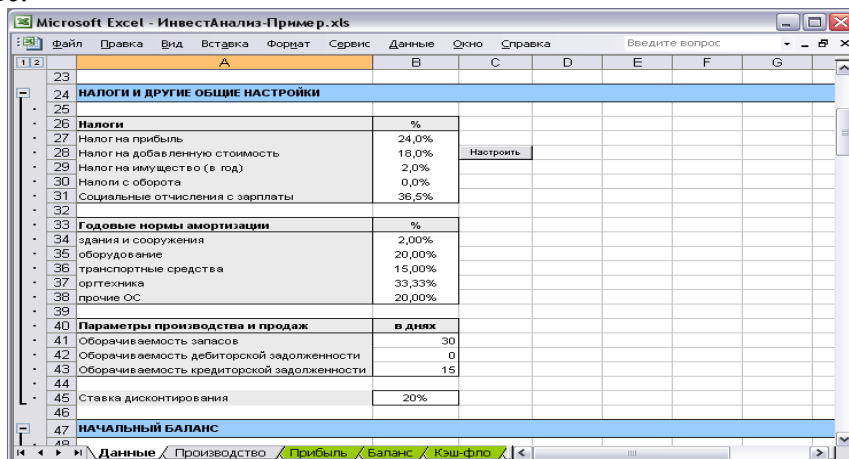 Microsoft Excel - ИнвестАнализ-Пример.xls
Файл Правка Вид Вставка Формат Сервис Данные Окно Справка Введите вопрос
1 2 A B C D E F G
23
24 НАЛОГИ И ДРУГИЕ ОБЩИЕ НАСТРОЙКИ
25
26 Налоги %
27 Налог на прибыль 24,0%
28 Налог на добавленную стоимость 18,0% Настроить
29 Налог на имущество (в год) 2,0%
30 Налоги с оборота 0,0%
31 Социальные отчисления с зарплаты 36,5%
32
33 Годовые нормы амортизации %
34 здания и сооружения 2,00%
35 оборудование 20,00%
36 транспортные средства 15,00%
37 оргтехника 33,33%
38 прочие ОС 20,00%
39
40 Параметры производства и продаж в днях
41 Оборачиваемость запасов 30
42 Оборачиваемость дебиторской задолженности 0
43 Оборачиваемость кредиторской задолженности 15
44
45 Ставка дисконтирования 20%
46
47 НАЧАЛЬНЫЙ БАЛАНС
48
Данные Производство Прибыль Баланс Кэш-фло